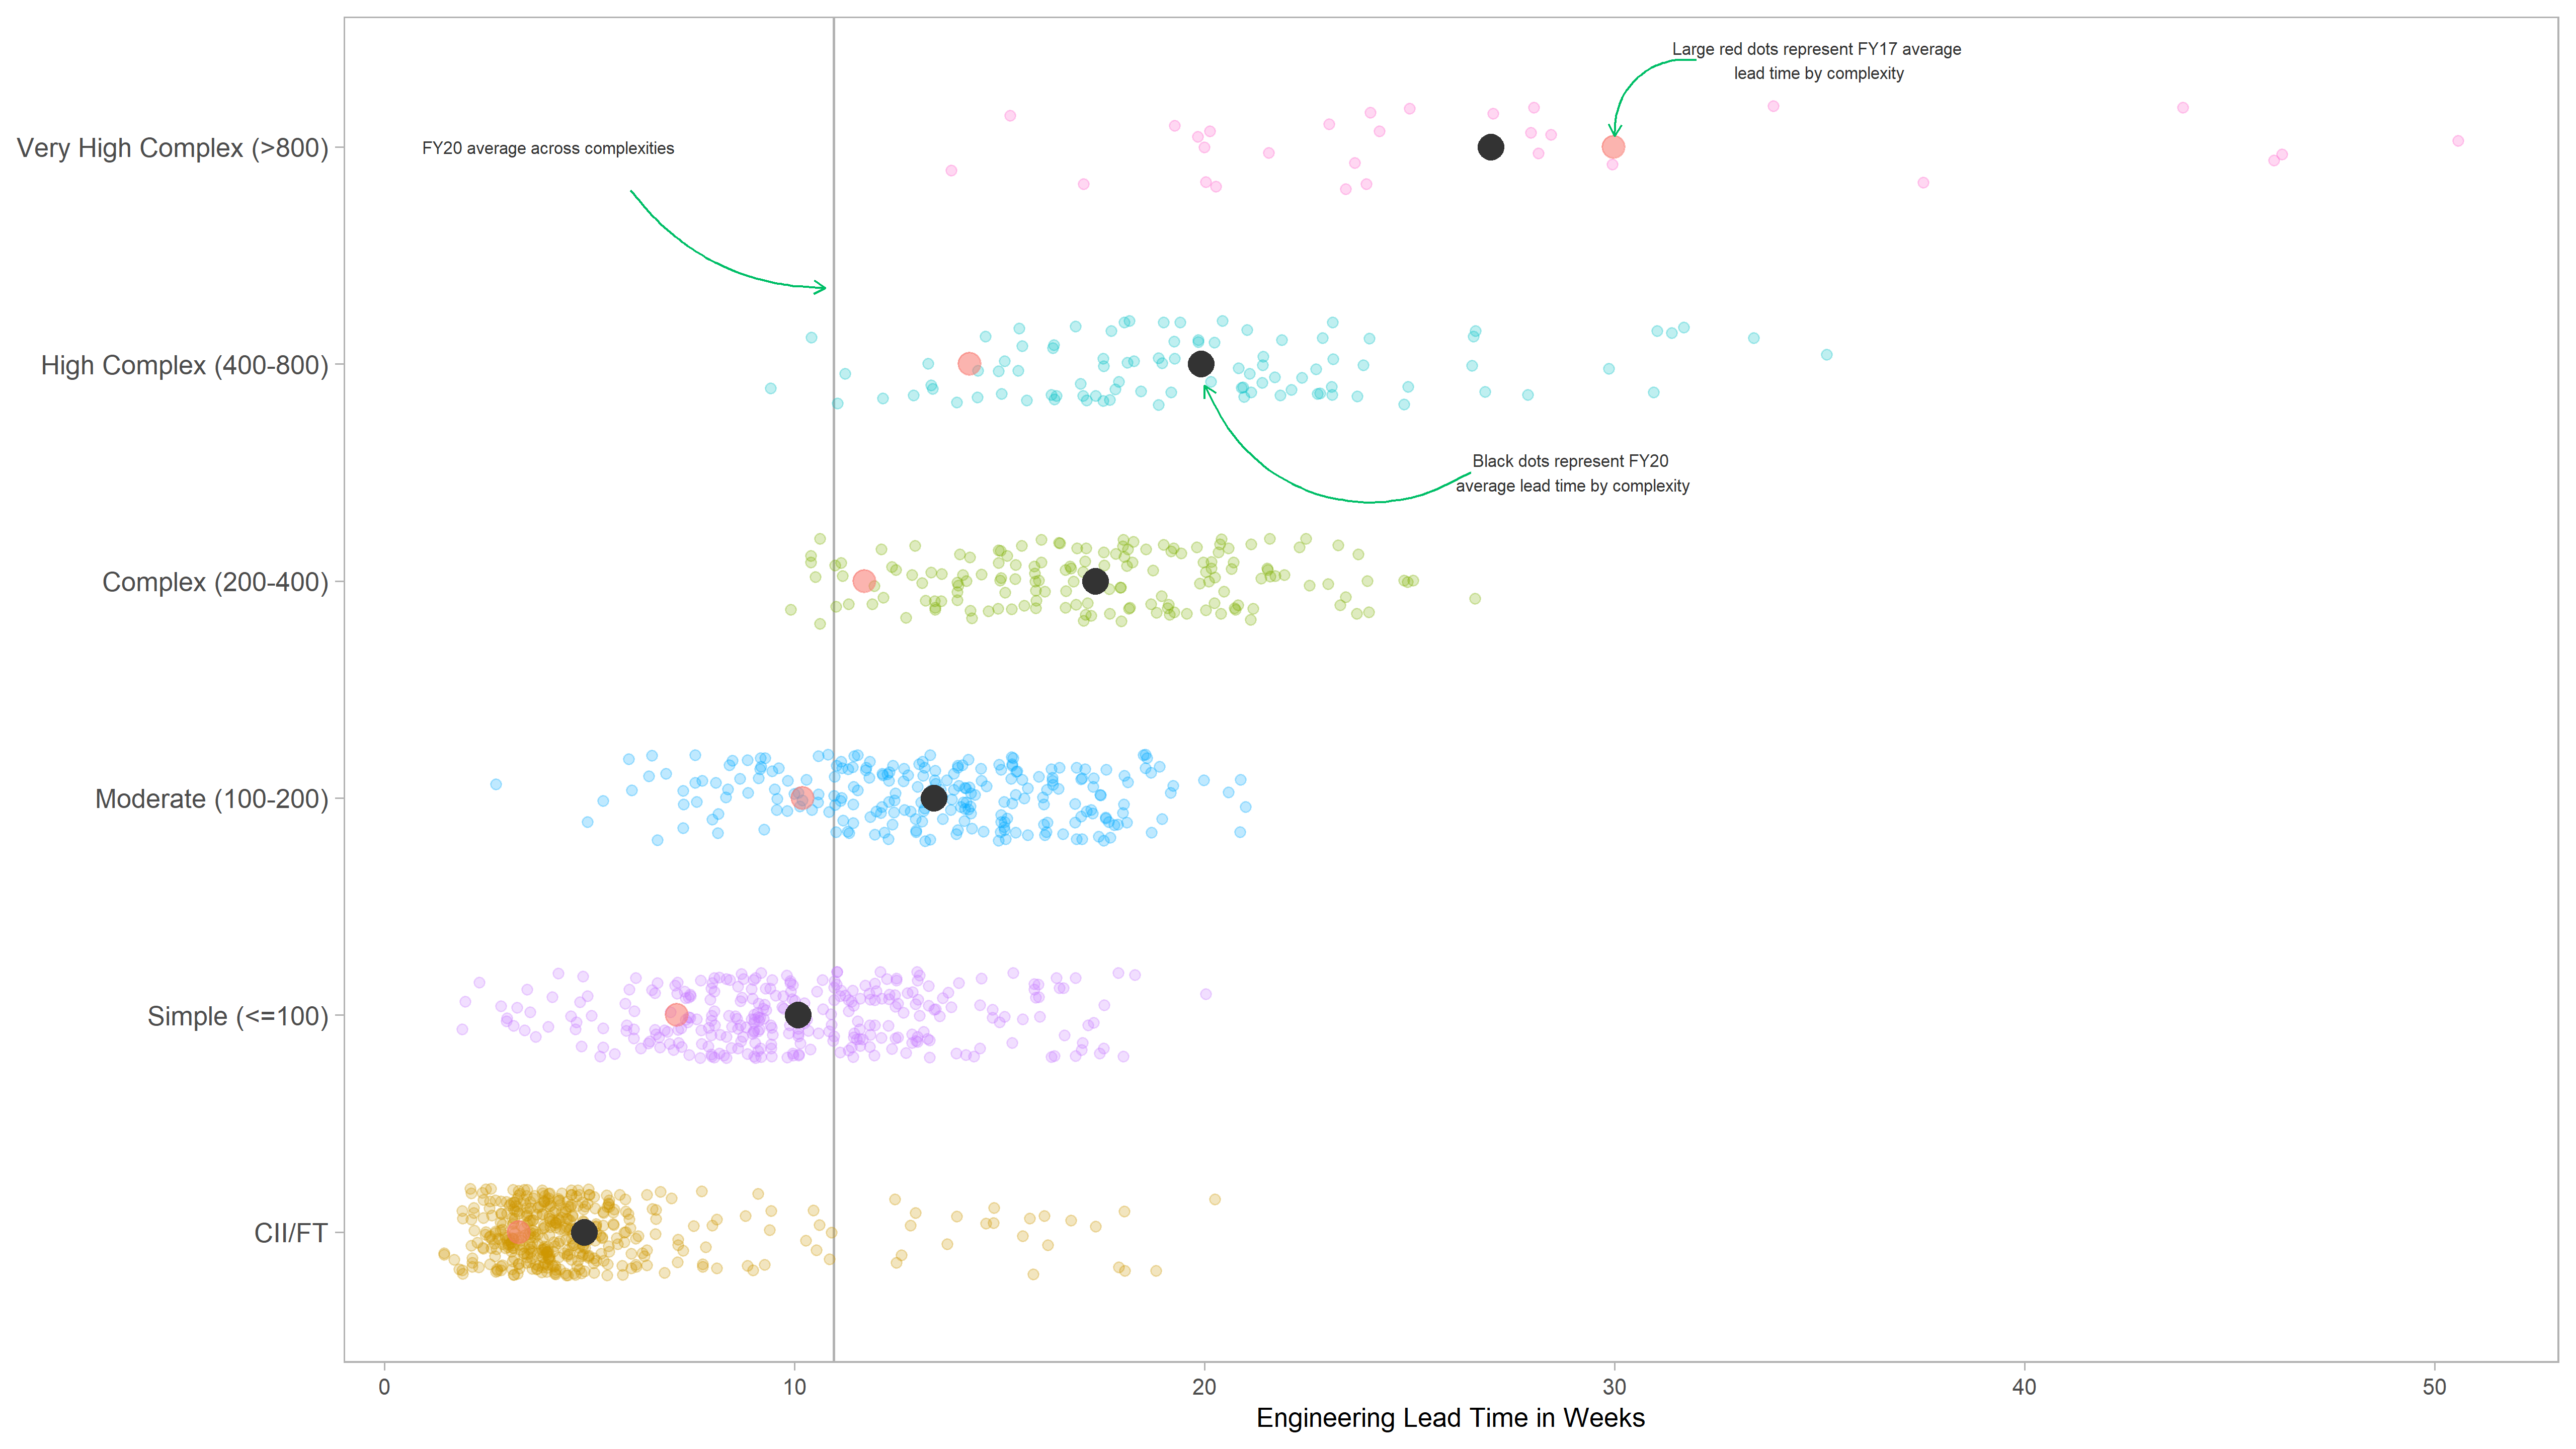 Large red dots represent FY17 average
lead time by complexity
Very High Complex (>800)
FY20 average across complexities
High Complex (400-800)
Black dots represent FY20
average lead time by complexity
Complex (200-400)
Moderate (100-200)
Simple (<=100)
CII/FT
0 10 20 30 40 50
Engineering Lead Time in Weeks